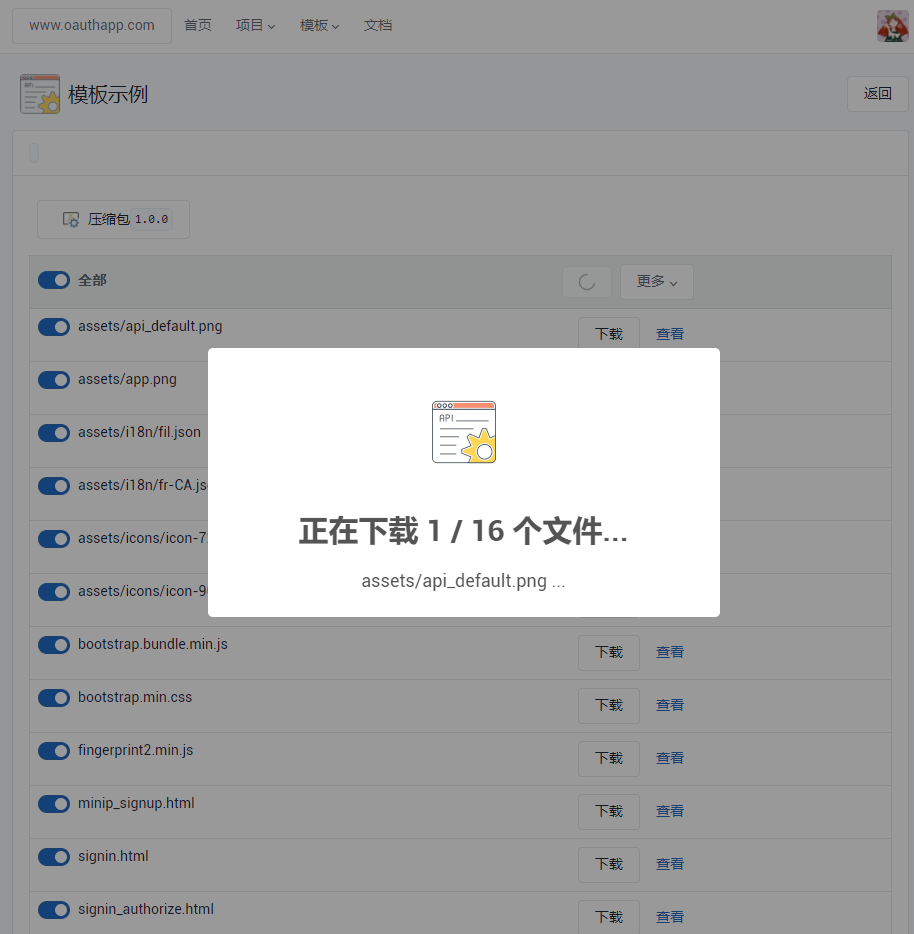 www.oauthapp.com 首页 项目 模板 文档
模板示例 返回
压缩包 1.0.0
全部 更多
assets/api_default.png 下载 查看
assets/app.png
assets/i18n/fil.json
assets/i18n/fr-CA.js
API
assets/icons/icon-7
正在下载 1 / 16 个文件...
assets/api_default.png ...
assets/icons/icon-9
bootstrap.bundle.min.js 下载 查看
bootstrap.min.css 下载 查看
fingerprint2.min.js 下载 查看
minip_signup.html 下载 查看
signin.html 下载 查看
signin_authorize.html 下载 查看